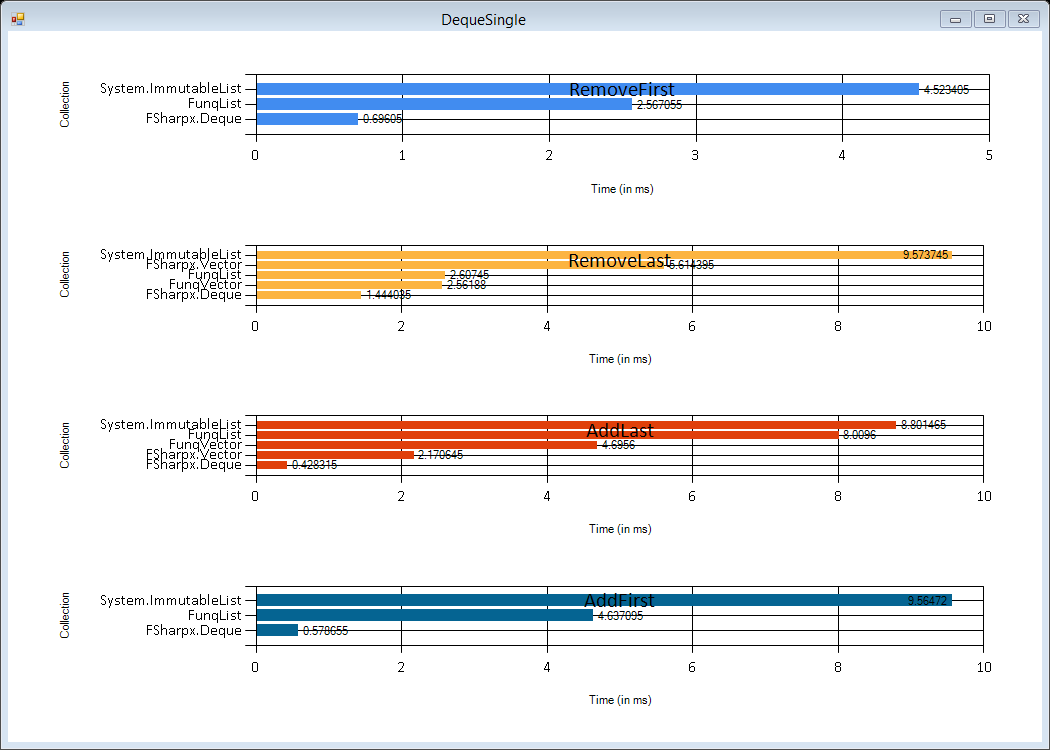 DequeSingle
Collection
System.ImmutableList
RemoveFirst
4.523405
FunqList
2.567055
FSharpx.Deque
0.69605
0 1 2 3 4 5
Time (in ms)
Collection
System.ImmutableList
RemoveLast
9.573745
FSharpx.Vector
5.614395
FunqList
2.60745
FunqVector
2.56188
FSharpx.Deque
1.444035
0 2 4 6 8 10
Time (in ms)
Collection
System.ImmutableList
AddLast
8.801465
FunqList
8.0096
FunqVector
4.6956
FSharpx.Vector
2.170645
FSharpx.Deque
0.428315
0 2 4 6 8 10
Time (in ms)
Collection
System.ImmutableList
AddFirst
9.56472
FunqList
4.637095
FSharpx.Deque
0.578655
0 2 4 6 8 10
Time (in ms)